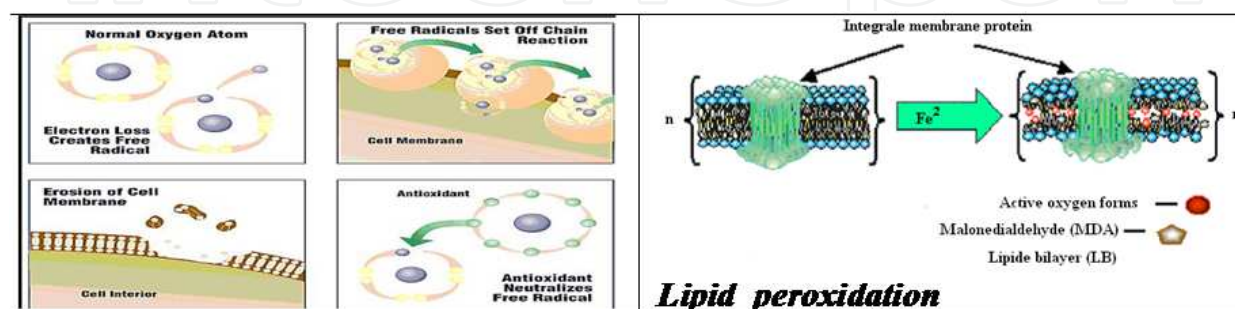 Normal Oxygen Atom
Electron Loss
Creates Free
Radical
Free Radicals Set Off Chain
Reaction
Cell Membrane
Erosion of Cell
Membrane
Cell Interior
Antioxidant
Antioxidant
Neutralizes
Free Radical
Integrale membrane protein
n
Fe²
n
Active oxygen forms
Malonedialdehyde (MDA)
Lipide bilayer (LB)
Lipid peroxidation